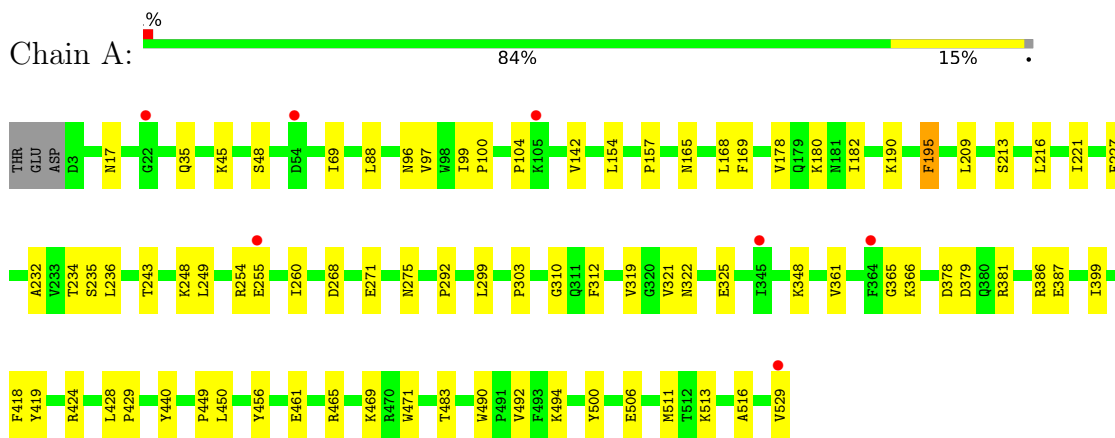 .%
Chain A:
84% 15% •
THR GLU ASP D3 N17 G22 Q35 K45 S48 D54 I69 L88 N96 V97 W98 I99 P100 P104 K105 V142 L154 P157 N165 L168 F169 V178 Q179 K180 N181 I182 K190 F195 L209 S213 L216 I221
A232 V233 T234 S235 L236 T243 K248 L249 R254 E255 I260 D268 E271 N275 P292 L299 P303 G310 Q311 F312 V319 G320 V321 N322 E325 I345 K348 V361 F364 G365 K366 D378 D379 Q380 R381 R386 E387 I399
F418 Y419 R424 L428 P429 Y440 P449 L450 Y456 E461 R465 K469 R470 W471 T483 W490 P491 V492 F493 K494 Y500 E506 M511 T512 K513 A516 V529